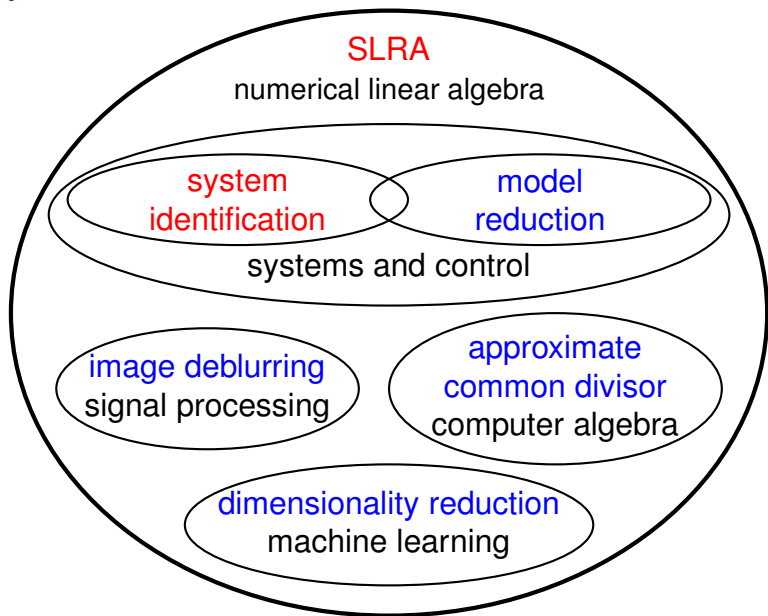 SLRA
numerical linear algebra
system
identification
model
reduction
systems and control
image deblurring
signal processing
approximate
common divisor
computer algebra
dimensionality reduction
machine learning